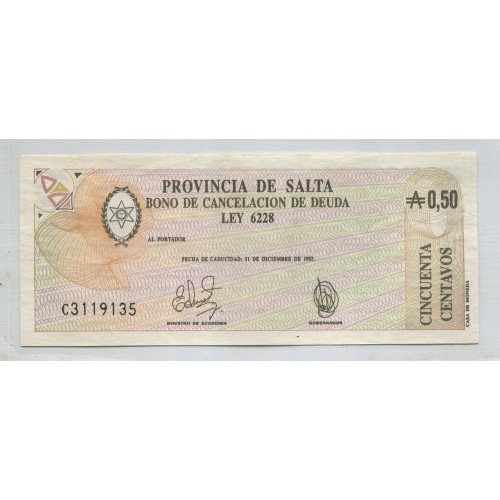 PROVINCIA DE SALTA
BONO DE CANCELACION DE DEUDA
LEY 6228
₳ 0,50
AL PORTADOR
FECHA DE CADUCIDAD: 31 DE DICIEMBRE DE 1992.
C3119135
MINISTRO DE ECONOMIA
GOBERNADOR
CINCUENTA
CENTAVOS
CASA DE MONEDA